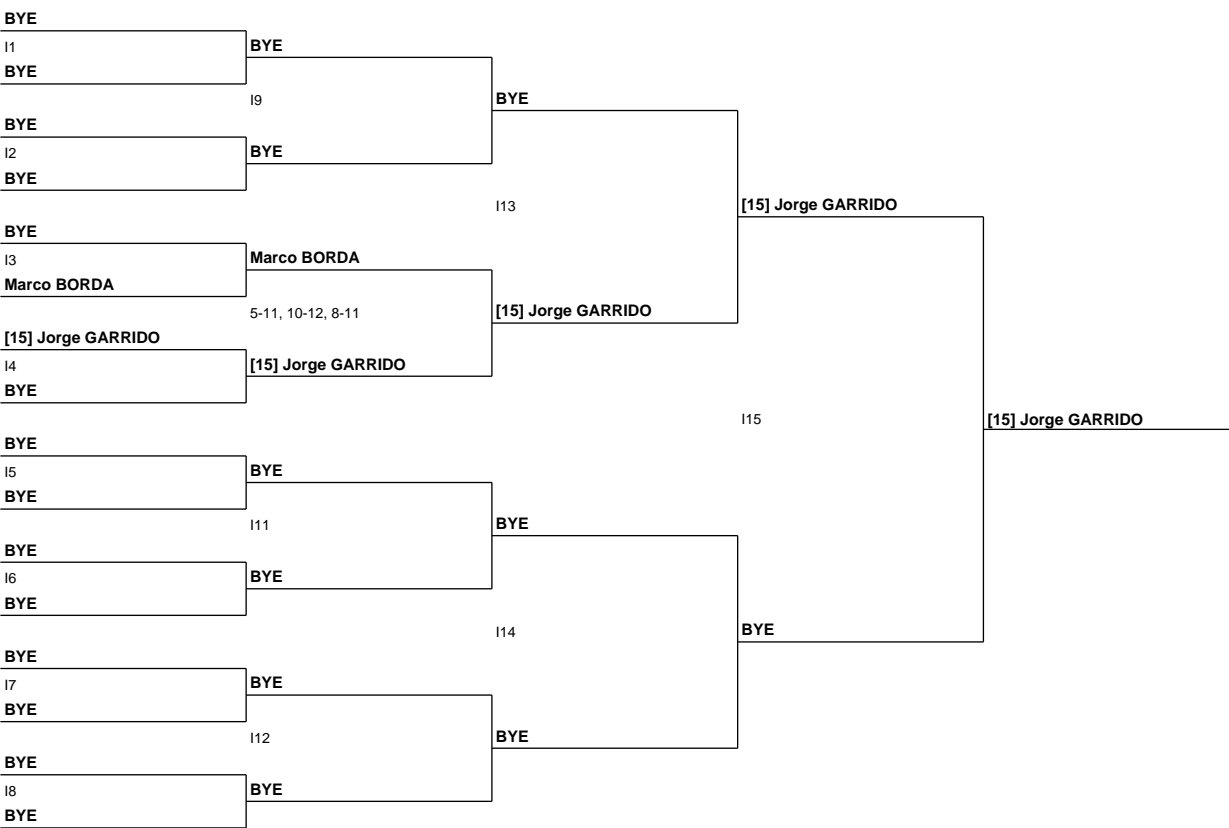 BYE
I1
BYE
BYE
I9
BYE
BYE
I2
BYE
BYE
I13
[15] Jorge GARRIDO
BYE
I3
Marco BORDA
Marco BORDA
5-11, 10-12, 8-11
[15] Jorge GARRIDO
[15] Jorge GARRIDO
I4
[15] Jorge GARRIDO
BYE
I15
[15] Jorge GARRIDO
BYE
I5
BYE
BYE
I11
BYE
BYE
I6
BYE
BYE
I14
BYE
BYE
I7
BYE
BYE
I12
BYE
BYE
I8
BYE
BYE